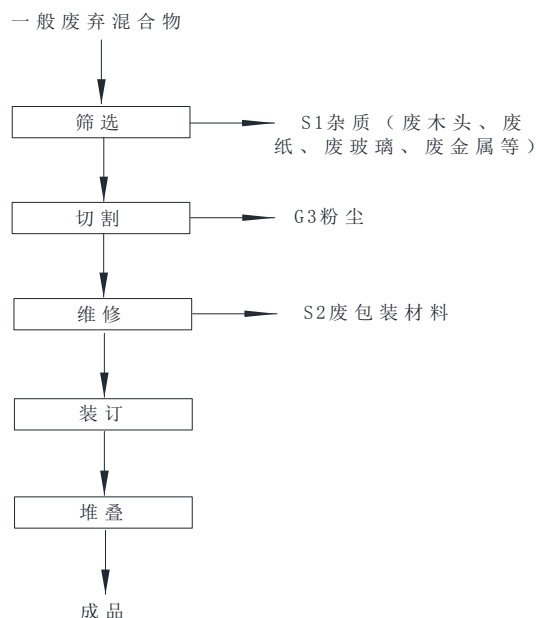 一般废弃混合物
筛选
S1杂质（废木头、废
纸、废玻璃、废金属等）
切割
G3粉尘
维修
S2废包装材料
装订
堆叠
成品